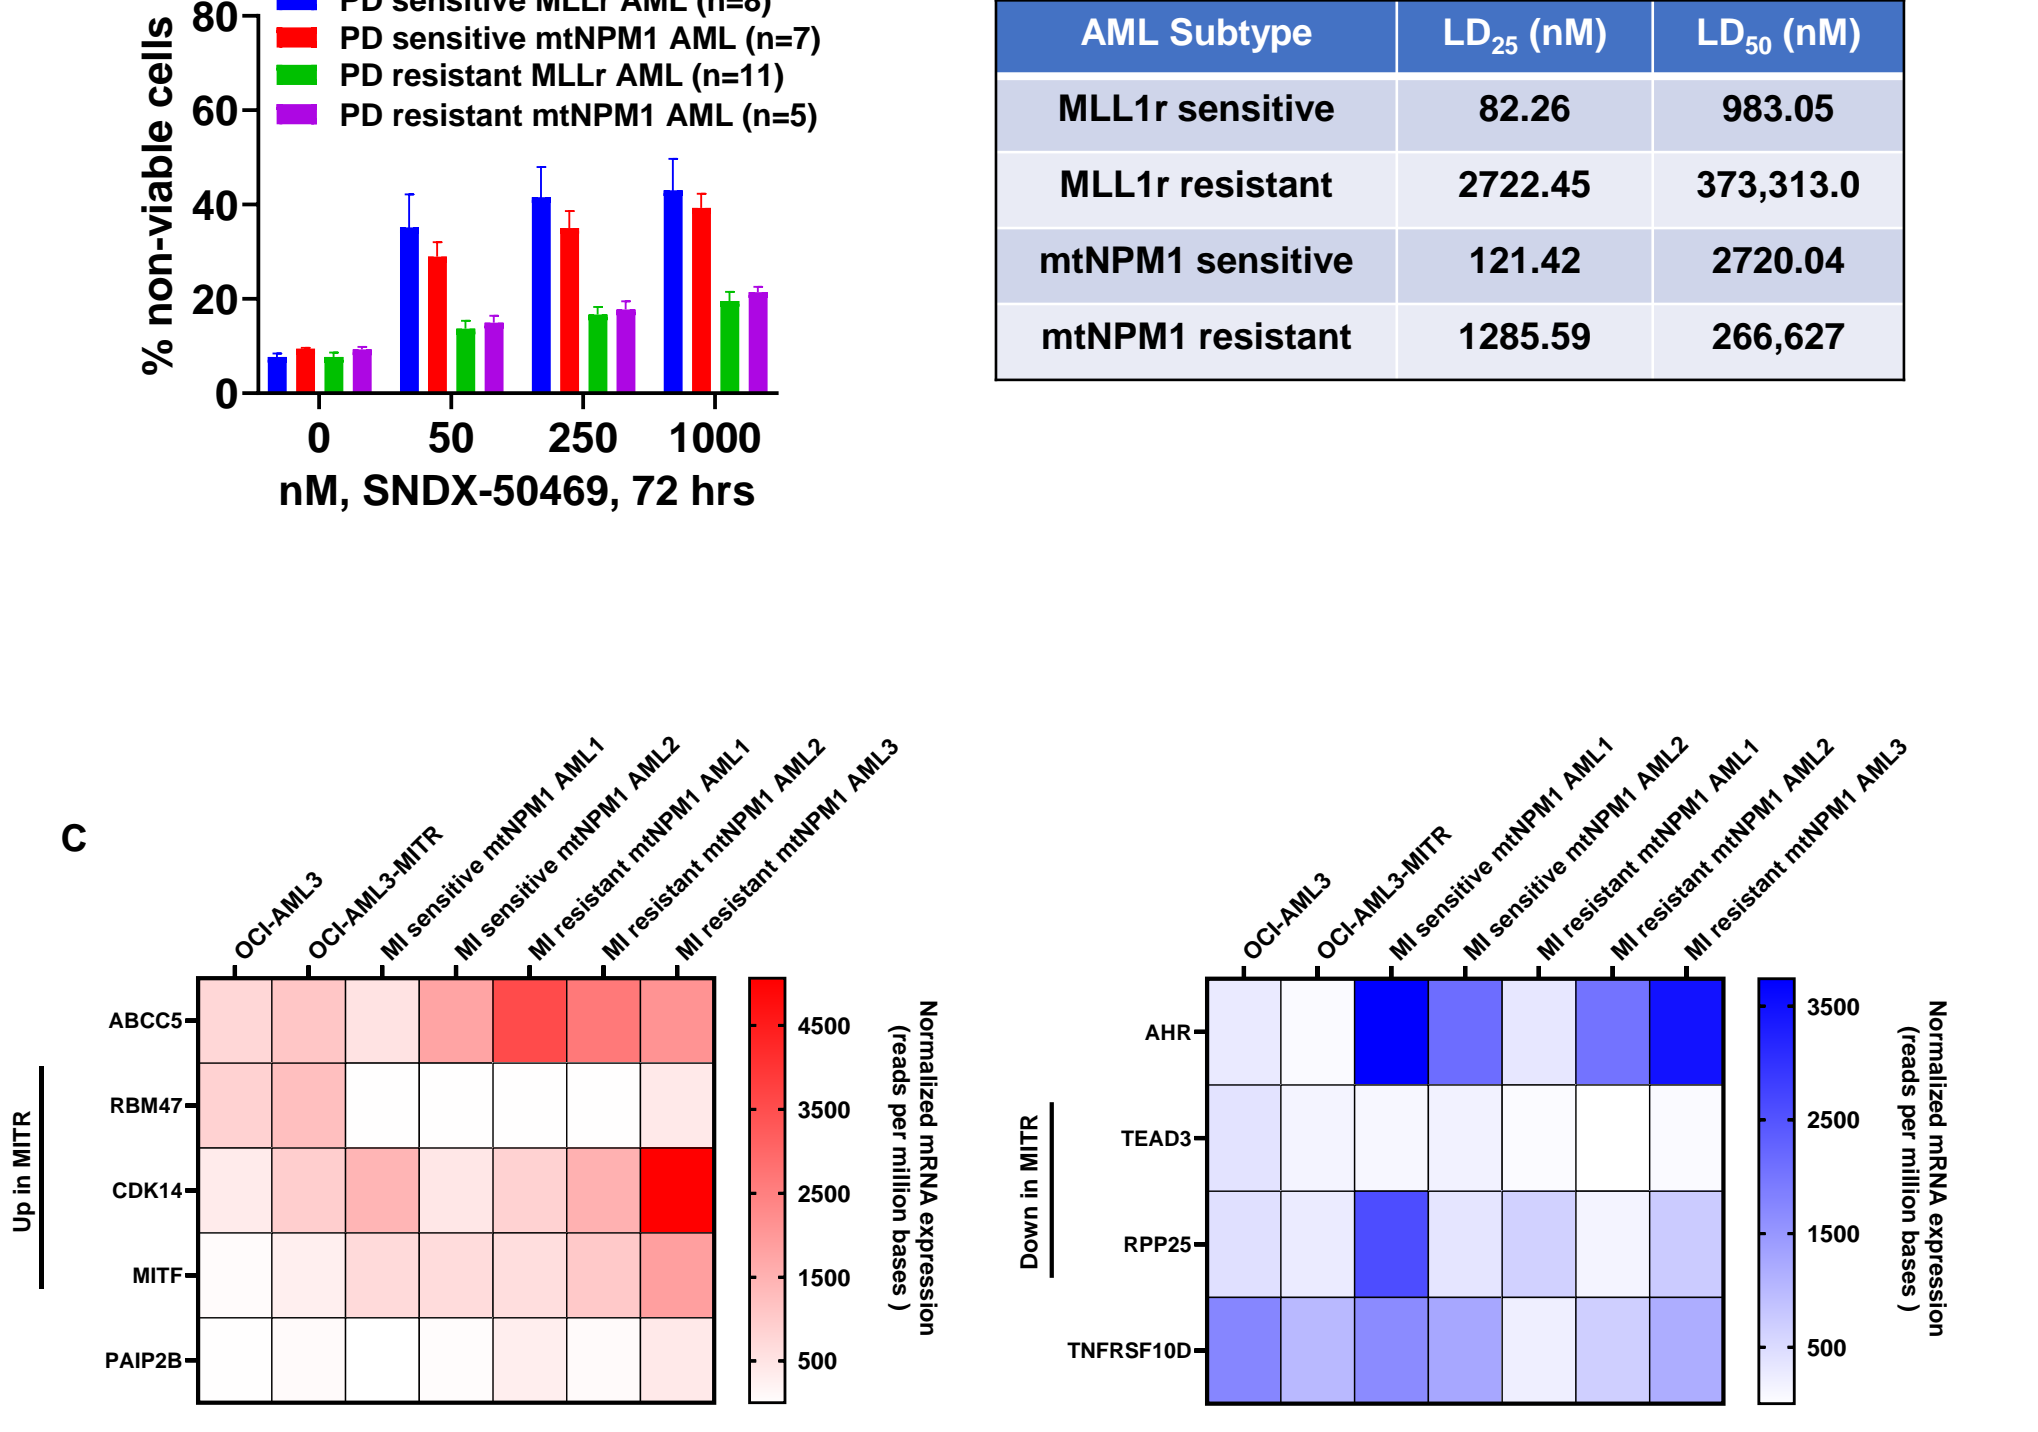 80
60
40
20
0
% non-viable cells
PD sensitive MLLr AML (n=8)
PD sensitive mtNPM1 AML (n=7)
PD resistant MLLr AML (n=11)
PD resistant mtNPM1 AML (n=5)
0 50 250 1000
nM, SNDX-50469, 72 hrs
AML Subtype LD25 (nM) LD50 (nM)
MLL1r sensitive 82.26 983.05
MLL1r resistant 2722.45 373,313.0
mtNPM1 sensitive 121.42 2720.04
mtNPM1 resistant 1285.59 266,627
C
OCI-AML3
OCI-AML3-MITR
MI sensitive mtNPM1 AML1
MI sensitive mtNPM1 AML2
MI resistant mtNPM1 AML1
MI resistant mtNPM1 AML2
MI resistant mtNPM1 AML3
Up in MITR
ABCC5
RBM47
CDK14
MITF
PAIP2B
4500
3500
2500
1500
500
Normalized mRNA expression
(reads per million bases )
OCI-AML3
OCI-AML3-MITR
MI sensitive mtNPM1 AML1
MI sensitive mtNPM1 AML2
MI resistant mtNPM1 AML1
MI resistant mtNPM1 AML2
MI resistant mtNPM1 AML3
Down in MITR
AHR
TEAD3
RPP25
TNFRSF10D
3500
2500
1500
500
Normalized mRNA expression
(reads per million bases )